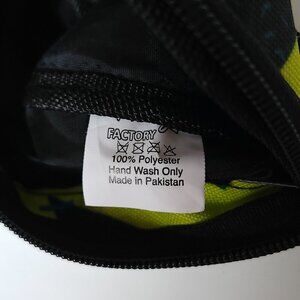 FACTORY
100% Polyester
Hand Wash Only
Made in Pakistan